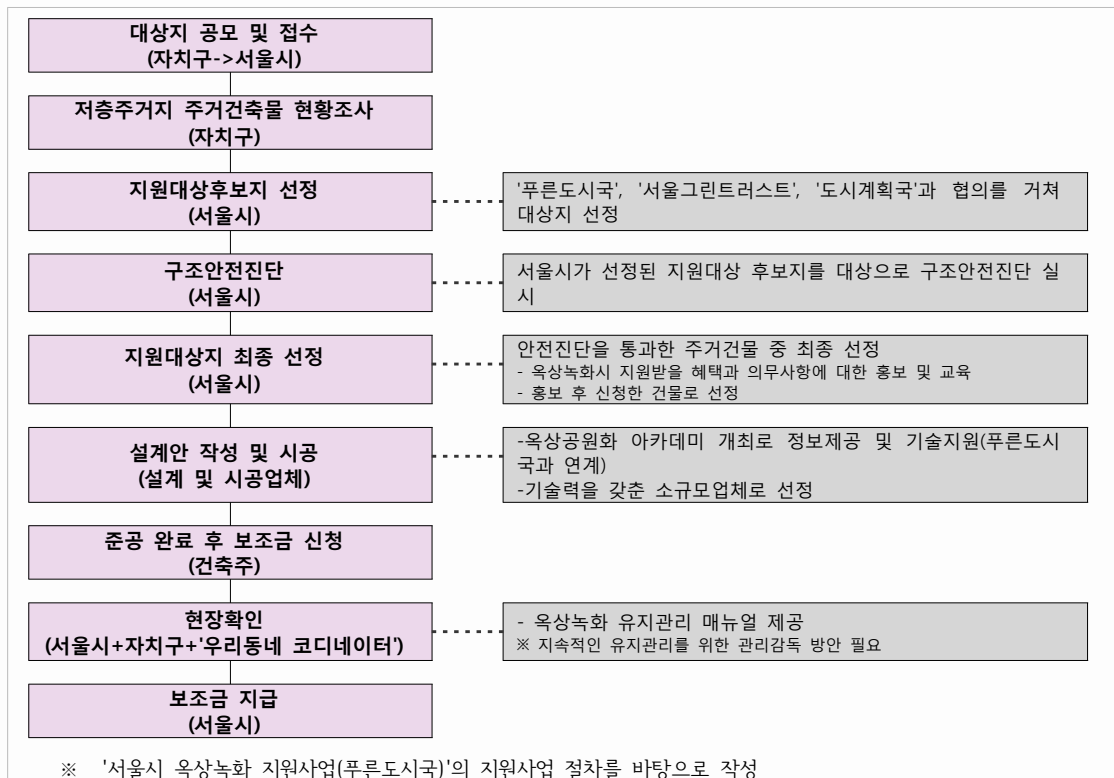 대상지 공모 및 접수
(자치구->서울시)
저층주거지 주거건축물 현황조사
(자치구)
지원대상후보지 선정
(서울시)
'푸른도시국', '서울그린트러스트', '도시계획국'과 협의를 거쳐
대상지 선정
구조안전진단
(서울시)
서울시가 선정된 지원대상 후보지를 대상으로 구조안전진단 실
시
지원대상지 최종 선정
(서울시)
안전진단을 통과한 주거건물 중 최종 선정
- 옥상녹화시 지원받을 혜택과 의무사항에 대한 홍보 및 교육
- 홍보 후 신청한 건물로 선정
설계안 작성 및 시공
(설계 및 시공업체)
-옥상공원화 아카데미 개최로 정보제공 및 기술지원(푸른도시
국과 연계)
-기술력을 갖춘 소규모업체로 선정
준공 완료 후 보조금 신청
(건축주)
현장확인
(서울시+자치구+'우리동네 코디네이터')
- 옥상녹화 유지관리 매뉴얼 제공
※ 지속적인 유지관리를 위한 관리감독 방안 필요
보조금 지급
(서울시)
※ '서울시 옥상녹화 지원사업(푸른도시국)'의 지원사업 절차를 바탕으로 작성